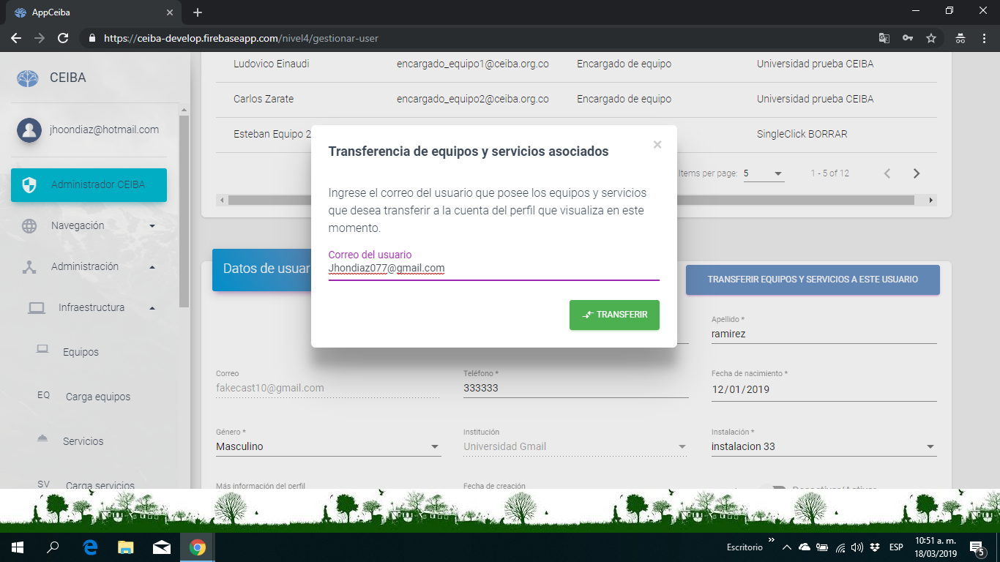 AppCeiba
https://ceiba-develop.firebaseapp.com/nivel4/gestionar-user
CEIBA
jhoondiaz@hotmail.com
Administrador CEIBA
Navegación
Administración
Infraestructura
Equipos
EQ Carga equipos
Servicios
SV Carga servicios
Ludovico Einaudi encargado_equipo1@ceiba.org.co Encargado de equipo Universidad prueba CEIBA
Carlos Zarate encargado_equipo2@ceiba.org.co Encargado de equipo Universidad prueba CEIBA
Esteban Equipo 2 SingleClick BORRAR
Items per page: 5 1 - 5 of 12
Transferencia de equipos y servicios asociados ×
Ingrese el correo del usuario que posee los equipos y servicios
que desea transferir a la cuenta del perfil que visualiza en este
momento.
Correo del usuario
Jhondiaz077@gmail.com
TRANSFERIR
Datos de usuar
TRANSFERIR EQUIPOS Y SERVICIOS A ESTE USUARIO
Apellido *
ramirez
Correo Teléfono * Fecha de nacimiento *
fakecast10@gmail.com 333333 12/01/2019
Género * Institución Instalación *
Masculino Universidad Gmail instalacion 33
Más información del perfil Fecha de creación Desactivar/Activar
Escritorio
ESP
10:51 a. m.
18/03/2019
5